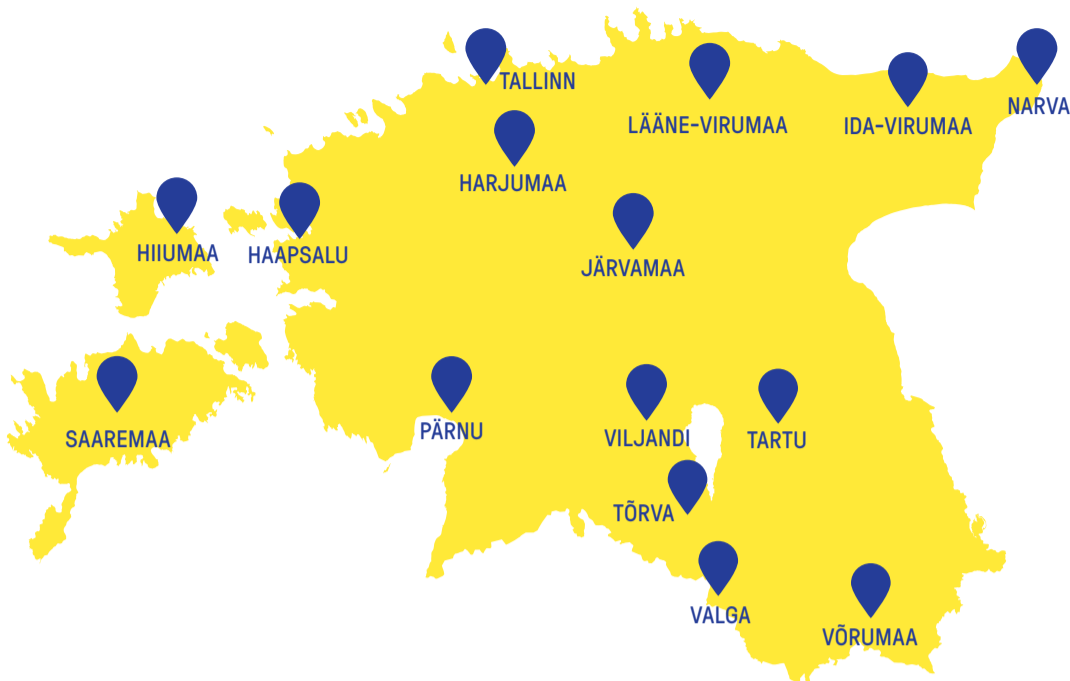 TALLINN
NARVA
LÄÄNE-VIRUMAA
IDA-VIRUMAA
HARJUMAA
HIIUMAA
HAAPSALU
JÄRVAMAA
SAAREMAA
PÄRNU
VILJANDI
TARTU
TÕRVA
VALGA
VÕRUMAA